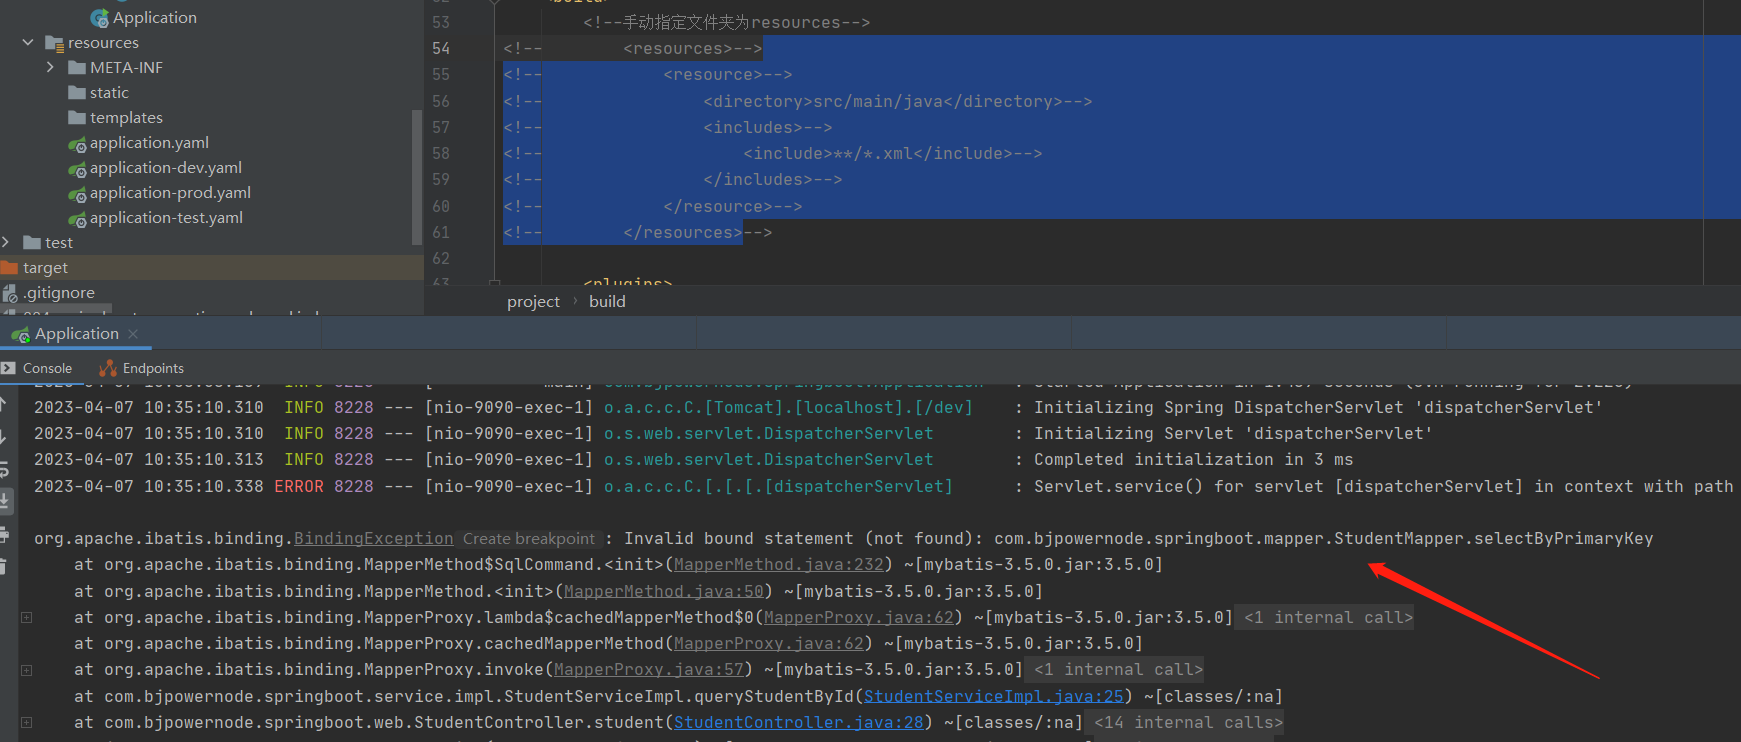 Application
resources
META-INF
static
templates
application.yaml
application-dev.yaml
application-prod.yaml
application-test.yaml
test
target
.gitignore
53 <!--手动指定文件夹为resources-->
54 <!-- <resources>-->
55 <!-- <resource>-->
56 <!-- <directory>src/main/java</directory>-->
57 <!-- <includes>-->
58 <!-- <include>**/*.xml</include>-->
59 <!-- </includes>-->
60 <!-- </resource>-->
61 <!-- </resources>-->
62
63 <plugins>
project › build
Application
Console Endpoints
2023-04-07 10:35:10.310 INFO 8228 --- [nio-9090-exec-1] o.a.c.c.C.[Tomcat].[localhost].[/dev] : Initializing Spring DispatcherServlet 'dispatcherServlet'
2023-04-07 10:35:10.310 INFO 8228 --- [nio-9090-exec-1] o.s.web.servlet.DispatcherServlet : Initializing Servlet 'dispatcherServlet'
2023-04-07 10:35:10.313 INFO 8228 --- [nio-9090-exec-1] o.s.web.servlet.DispatcherServlet : Completed initialization in 3 ms
2023-04-07 10:35:10.338 ERROR 8228 --- [nio-9090-exec-1] o.a.c.c.C.[.[.[.[dispatcherServlet] : Servlet.service() for servlet [dispatcherServlet] in context with path
org.apache.ibatis.binding.BindingException Create breakpoint : Invalid bound statement (not found): com.bjpowernode.springboot.mapper.StudentMapper.selectByPrimaryKey
at org.apache.ibatis.binding.MapperMethod$SqlCommand.<init>(MapperMethod.java:232) ~[mybatis-3.5.0.jar:3.5.0]
at org.apache.ibatis.binding.MapperMethod.<init>(MapperMethod.java:50) ~[mybatis-3.5.0.jar:3.5.0]
at org.apache.ibatis.binding.MapperProxy.lambda$cachedMapperMethod$0(MapperProxy.java:62) ~[mybatis-3.5.0.jar:3.5.0] <1 internal call>
at org.apache.ibatis.binding.MapperProxy.cachedMapperMethod(MapperProxy.java:62) ~[mybatis-3.5.0.jar:3.5.0]
at org.apache.ibatis.binding.MapperProxy.invoke(MapperProxy.java:57) ~[mybatis-3.5.0.jar:3.5.0] <1 internal call>
at com.bjpowernode.springboot.service.impl.StudentServiceImpl.queryStudentById(StudentServiceImpl.java:25) ~[classes/:na]
at com.bjpowernode.springboot.web.StudentController.student(StudentController.java:28) ~[classes/:na] <14 internal calls>